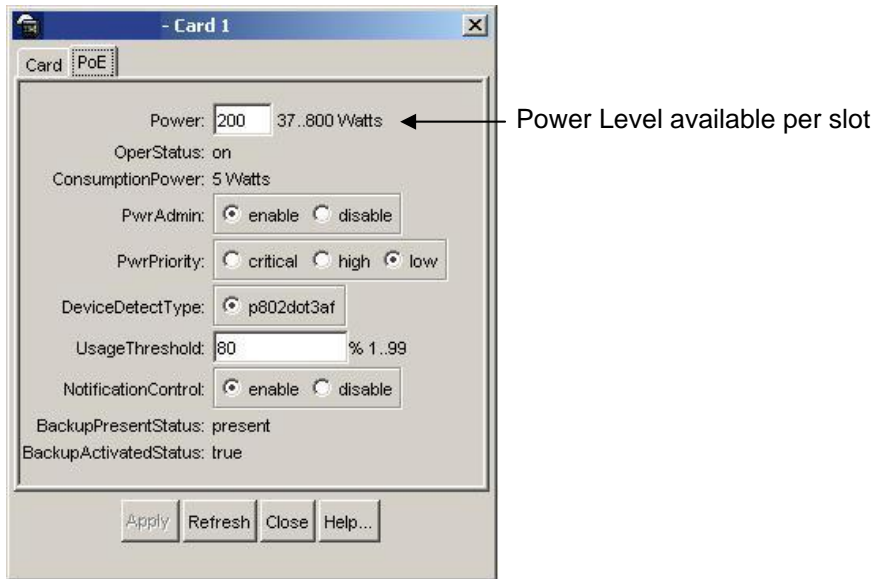 - Card 1
Card PoE
Power: 200 37..800 Watts
Power Level available per slot
OperStatus: on
ConsumptionPower: 5 Watts
PwrAdmin: enable disable
PwrPriority: critical high low
DeviceDetectType: p802dot3af
UsageThreshold: 80 % 1..99
NotificationControl: enable disable
BackupPresentStatus: present
BackupActivatedStatus: true
Apply Refresh Close Help...